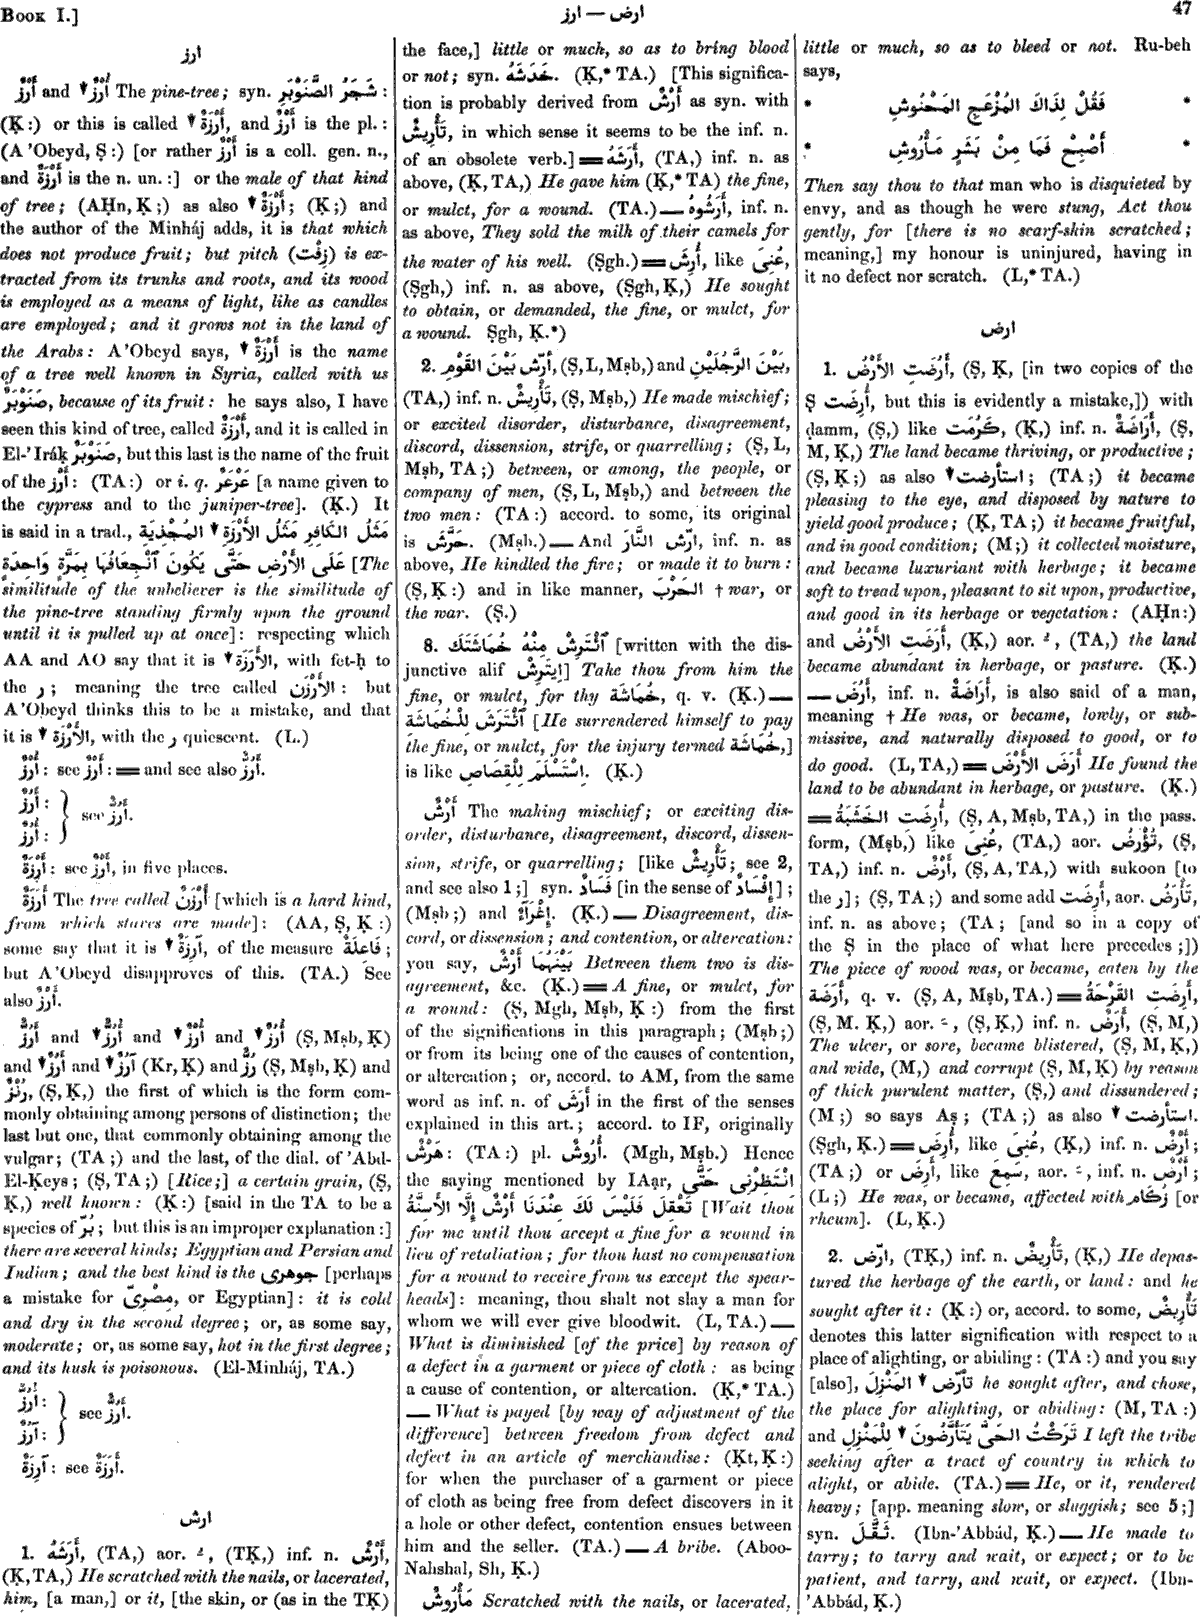 BOOK I.]
ارز — ارض
47
ارز
أَرْزٌ and ↓ أُرْزٌ The pine-tree; syn. شَجَرُ الصَّنَوْبَرِ :
(Ḳ:) or this is called ↓ أَرْزَةٌ, and أَرْزٌ is the pl.:
(A ’Obeyd, Ṣ:) [or rather أَرْزٌ is a coll. gen. n.,
and أَرْزَةٌ is the n. un.:] or the male of that kind
of tree; (AḤn, Ḳ;) as also ↓ أَرْزَةٌ; (Ḳ;) and
the author of the Minháj adds, it is that which
does not produce fruit; but pitch (زِفْت) is ex-
tracted from its trunks and roots, and its wood
is employed as a means of light, like as candles
are employed; and it grows not in the land of
the Arabs: A’Obeyd says, ↓ أَرْزَةٌ is the name
of a tree well known in Syria, called with us
صَنَوْبَرٌ, because of its fruit: he says also, I have
seen this kind of tree, called أَرْزَةٌ, and it is called in
El-’Iráḳ صَنَوْبَرٌ, but this last is the name of the fruit
of the أَرْز: (TA:) or i. q. عَرْعَرٌ [a name given to
the cypress and to the juniper-tree]. (Ḳ.) It
is said in a trad., مَثَلُ الكَافِرِ مَثَلُ الأَرْزَةِ ↓ المُجْذِيَةِ
عَلَى الأَرْضِ حَتَّى يَكُونَ ٱنْجِعَافُهَا بِمَرَّةٍ وَاحِدَةٍ [The
similitude of the unbeliever is the similitude of
the pine-tree standing firmly upon the ground
until it is pulled up at once]: respecting which
AA and AO say that it is ↓ الأَرَزَةُ, with fet-ḥ to
the ر; meaning the tree called الأَرْزَن: but
A’Obeyd thinks this to be a mistake, and that
it is ↓ الأَرْزَةُ, with the ر quiescent. (L.)
أُرْزٌ: see أَرْزٌ:=and see also أَرُزٌّ.
أَرُزٌ:
أُرُزٌ: } see أَرُزٌّ.
أَرْزَةٌ: see أَرْزٌ, in five places.
أَرَزَةٌ The tree called أَرْزَنٌ [which is a hard kind,
from which staves are made]: (AA, Ṣ, Ḳ:)
some say that it is ↓ آرِزَةٌ, of the measure فَاعِلَةٌ;
but A’Obeyd disapproves of this. (TA.) See
also أَرْزٌ.
أَرُزٌّ and ↓ أُرُزٌّ and ↓ أُرْزٌ and ↓ أُرُزٌ (Ṣ, Mṣb, Ḳ)
and ↓ أَرُزٌ and ↓ آرُزٌ (Kr, Ḳ) and رُزٌّ (Ṣ, Mṣb, Ḳ) and
رُنْزٌ, (Ṣ, Ḳ,) the first of which is the form com-
monly obtaining among persons of distinction; the
last but one, that commonly obtaining among the
vulgar; (TA;) and the last, of the dial. of ’Abd-
El-Ḳeys; (Ṣ, TA;) [Rice;] a certain grain, (Ṣ,
Ḳ,) well known: (Ḳ:) [said in the TA to be a
species of بُرّ; but this is an improper explanation:]
there are several kinds; Egyptian and Persian and
Indian; and the best kind is the جوهرى [perhaps
a mistake for مِصْرِىّ, or Egyptian]: it is cold
and dry in the second degree; or, as some say,
moderate; or, as some say, hot in the first degree;
and its husk is poisonous. (El-Minháj, TA.)
أُرُزٌّ:
آرُزٌ: } see أَرُزٌّ.
آرِزَةٌ: see أَرَزَةٌ.
ارش
1. أَرَشَهُ, (TA,) aor. ـُ, (TḲ,) inf. n. أَرْشٌ,
(Ḳ, TA,) He scratched with the nails, or lacerated,
him, [a man,] or it, [the skin, or (as in the TḲ)
the face,] little or much, so as to bring blood
or not; syn. خَدَشَهُ. (Ḳ,* TA.) [This significa-
tion is probably derived from أَرْشٌ as syn. with
تَأْرِيشٌ, in which sense it seems to be the inf. n.
of an obsolete verb.]=أَرَشَهُ, (TA,) inf. n. as
above, (Ḳ, TA,) He gave him (Ḳ,* TA) the fine,
or mulct, for a wound. (TA.)—أَرَشُوهُ, inf. n.
as above, They sold the milk of their camels for
the water of his well. (Ṣgh.)=أُرِشَ, like عُنِىَ,
(Ṣgh,) inf. n. as above, (Ṣgh, Ḳ,) He sought
to obtain, or demanded, the fine, or mulct, for
a wound. Ṣgh, Ḳ.*)
2. أرّش بَيْنَ القَوْمِ, (Ṣ, L, Mṣb,) and بَيْنَ الرَّجُلَيْنِ,
(TA,) inf. n. تَأْرِيشٌ, (Ṣ, Mṣb,) He made mischief;
or excited disorder, disturbance, disagreement,
discord, dissension, strife, or quarrelling; (Ṣ, L,
Mṣb, TA;) between, or among, the people, or
company of men, (Ṣ, L, Mṣb,) and between the
two men: (TA:) accord. to some, its original
is حَرَّشَ. (Mṣb.)—And ارّش النَّارَ, inf. n. as
above, He kindled the fire; or made it to burn:
(Ṣ, Ḳ:) and in like manner, الحَرْبَ † war, or
the war. (Ṣ.)
8. ٱئْتَرِشْ مِنْهُ خُمَاشَتَكَ [written with the dis-
junctive alif إِيتَرِشْ] Take thou from him the
fine, or mulct, for thy خُمَاشَة, q. v. (Ḳ.)—
ٱئْتَرَشَ لِلْخُمَاشَةِ [He surrendered himself to pay
the fine, or mulct, for the injury termed خُمَاشَة,]
is like اِسْتَسْلَمَ لِلْقِصَاصِ. (Ḳ.)
أَرْشٌ The making mischief; or exciting dis-
order, disturbance, disagreement, discord, dissen-
sion, strife, or quarrelling; [like تَأْرِيشٌ; see 2,
and see also 1;] syn. فَسَادٌ [in the sense of إِفْسَادٌ];
(Mṣb;) and إِغْرَآءٌ. (Ḳ.)—Disagreement, dis-
cord, or dissension; and contention, or altercation:
you say, بَيْنَهُمَا أَرْشٌ Between them two is dis-
agreement, &c. (Ḳ.)=A fine, or mulct, for
a wound: (Ṣ, Mgh, Mṣb, Ḳ:) from the first
of the significations in this paragraph; (Mṣb;)
or from its being one of the causes of contention,
or altercation; or, accord. to AM, from the same
word as inf. n. of أَرَشَ in the first of the senses
explained in this art.; accord. to IF, originally
هَرْشٌ: (TA:) pl. أُرُوشٌ. (Mgh, Mṣb.) Hence
the saying mentioned by IAạr, اِنْتَظِرْنِى حَتَّى
تَعْقِلَ فَلَيْسَ لَكَ عِنْدَنَا أَرْشٌ إِلَّا الأَسِنَّةُ [Wait thou
for me until thou accept a fine for a wound in
lieu of retaliation; for thou hast no compensation
for a wound to receive from us except the spear-
heads]: meaning, thou shalt not slay a man for
whom we will ever give bloodwit. (L, TA.)—
What is diminished [of the price] by reason of
a defect in a garment or piece of cloth: as being
a cause of contention, or altercation. (Ḳ,* TA.)
—What is payed [by way of adjustment of the
difference] between freedom from defect and
defect in an article of merchandise: (Ḳt, Ḳ:)
for when the purchaser of a garment or piece
of cloth as being free from defect discovers in it
a hole or other defect, contention ensues between
him and the seller. (TA.)—A bribe. (Aboo-
Nahshal, Sh, Ḳ.)
مَأْرُوشٌ Scratched with the nails, or lacerated,
little or much, so as to bleed or not. Ru-beh
says,
* فَقُلْ لِذَاكَ المُزْعَجِ المَحْنُوشِ *
* أَصْبِحْ فَمَا مِنْ بَشَرٍ مَأْرُوشِ *
Then say thou to that man who is disquieted by
envy, and as though he were stung, Act thou
gently, for [there is no scarf-skin scratched;
meaning,] my honour is uninjured, having in
it no defect nor scratch. (L,* TA.)
ارض
1. أَرُضَتِ الأَرْضُ, (Ṣ, Ḳ, [in two copies of the
Ṣ أُرِضَت, but this is evidently a mistake,]) with
ḍamm, (Ṣ,) like كَرُمَت, (Ḳ,) inf. n. أَرَاضَةٌ, (Ṣ,
M, Ḳ,) The land became thriving, or productive;
(Ṣ, Ḳ;) as also ↓ استأرضت; (TA;) it became
pleasing to the eye, and disposed by nature to
yield good produce; (Ḳ, TA;) it became fruitful,
and in good condition; (M;) it collected moisture,
and became luxuriant with herbage; it became
soft to tread upon, pleasant to sit upon, productive,
and good in its herbage or vegetation: (AḤn:)
and أَرَضَتِ الأَرْضُ, (Ḳ,) aor. ـُ, (TA,) the land
became abundant in herbage, or pasture. (Ḳ.)
—أَرُضَ, inf. n. أَرَاضَةٌ, is also said of a man,
meaning † He was, or became, lowly, or sub-
missive, and naturally disposed to good, or to
do good. (L, TA,)=أَرَضَ الأَرْضَ He found the
land to be abundant in herbage, or pasture. (Ḳ.)
=أُرِضَتِ الخَشَبَةُ, (Ṣ, A, Mṣb, TA,) in the pass.
form, (Mṣb,) like عُنِىَ, (TA,) aor. تُؤْرَضُ, (Ṣ,
TA,) inf. n. أَرْضٌ, (Ṣ, A, TA,) with sukoon [to
the ر]; (Ṣ, TA;) and some add أَرِضَت, aor. تَأْرَضُ,
inf. n. as above; (TA; [and so in a copy of
the Ṣ in the place of what here precedes;])
The piece of wood was, or became, eaten by the
أَرَضَة, q. v. (Ṣ, A, Mṣb, TA.)=أَرِضَتِ القَرْحَةُ,
(Ṣ, M. Ḳ,) aor. ـَ, (Ṣ, Ḳ,) inf. n. أَرَضٌ, (Ṣ, M,)
The ulcer, or sore, became blistered, (Ṣ, M, Ḳ,)
and wide, (M,) and corrupt (Ṣ, M, Ḳ) by reason
of thick purulent matter, (Ṣ,) and dissundered;
(M;) so says Aṣ; (TA;) as also ↓ استأرضت.
(Ṣgh, Ḳ.)=أُرِضَ, like عُنِىَ, (Ḳ,) inf. n. أَرْضٌ;
(TA;) or أَرِضَ, like سَمِعَ, aor. ـَ, inf. n. أَرَضٌ;
(L;) He was, or became, affected with زُكَام [or
rheum]. (L, Ḳ.)
2. ارّض, (TḲ,) inf. n. تَأْرِيضٌ, (Ḳ,) He depas-
tured the herbage of the earth, or land: and he
sought after it: (Ḳ:) or, accord. to some, تَأْرِيضٌ
denotes this latter signification with respect to a
place of alighting, or abiding: (TA:) and you say
[also], تأرّض ↓ المَنْزِلَ he sought after, and chose,
the place for alighting, or abiding: (M, TA:)
and تَرَكْتُ الحَىَّ يَتَأَرَّضُونَ ↓ لِلْمَنْزِلِ I left the tribe
seeking after a tract of country in which to
alight, or abide. (TA.)=He, or it, rendered
heavy; [app. meaning slow, or sluggish; see 5;]
syn. ثَقَّلَ. (Ibn-’Abbád, Ḳ.)—He made to
tarry; to tarry and wait, or expect; or to be
patient, and tarry, and wait, or expect. (Ibn-
’Abbád, Ḳ.)